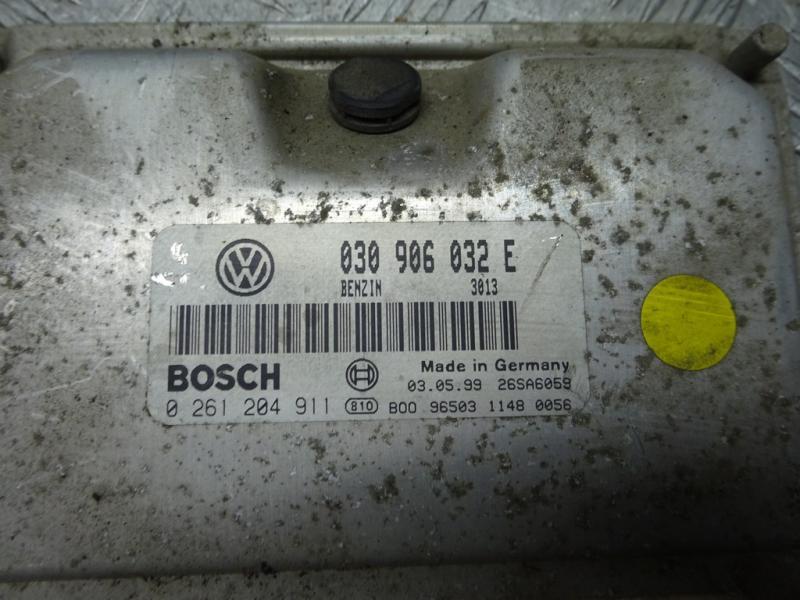 030 906 032 E
BENZIN 3013
BOSCH Made in Germany
03.05.99 26SA6059
0 261 204 911 810 B00 96503 1148 0056